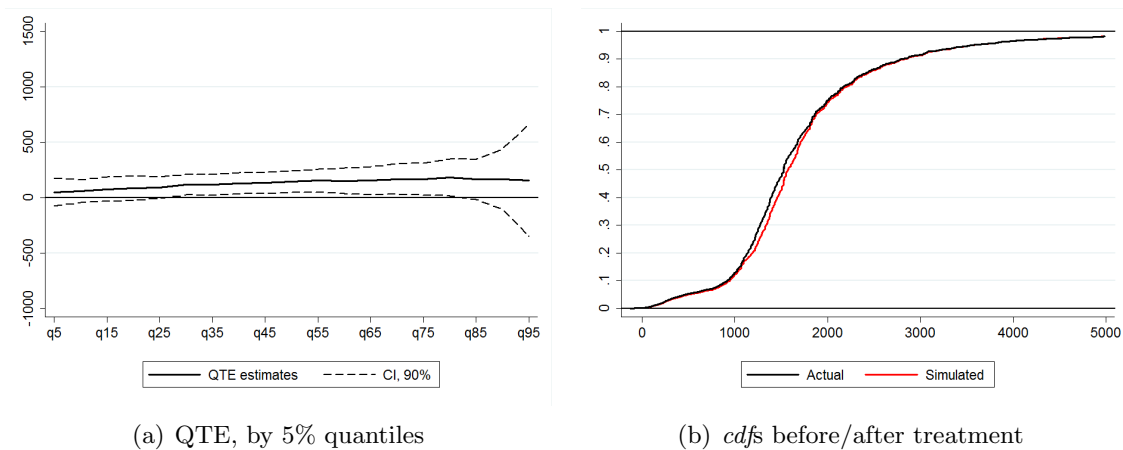 1500
1000
500
0
-500
-1000
q5 q15 q25 q35 q45 q55 q65 q75 q85 q95
QTE estimates CI, 90%
(a) QTE, by 5% quantiles
1
.9
.8
.7
.6
.5
.4
.3
.2
.1
0
0 1000 2000 3000 4000 5000
Actual Simulated
(b) cdfs before/after treatment